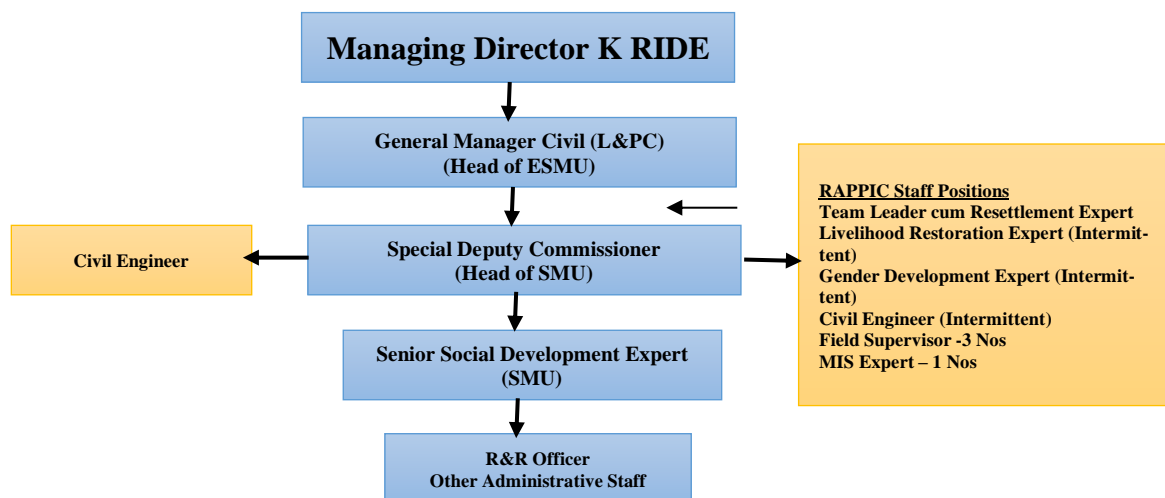 Managing Director K RIDE
General Manager Civil (L&PC)
(Head of ESMU)
Civil Engineer
Special Deputy Commissioner
(Head of SMU)
RAPPIC Staff Positions
Team Leader cum Resettlement Expert
Livelihood Restoration Expert (Intermit-
tent)
Gender Development Expert (Intermit-
tent)
Civil Engineer (Intermittent)
Field Supervisor -3 Nos
MIS Expert – 1 Nos
Senior Social Development Expert
(SMU)
R&R Officer
Other Administrative Staff